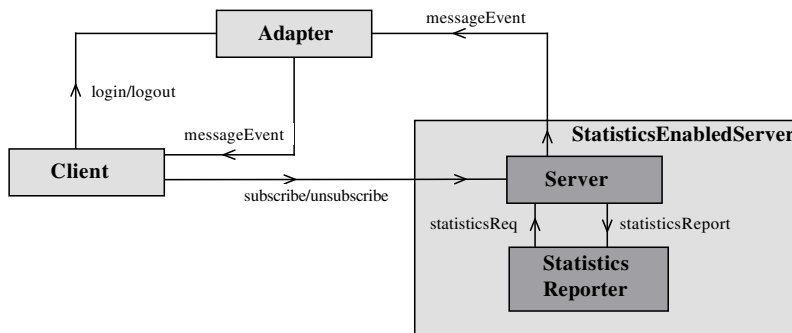 messageEvent
Adapter
login/logout
messageEvent
StatisticsEnabledServer
Client
Server
subscribe/unsubscribe
statisticsReq
statisticsReport
Statistics
Reporter